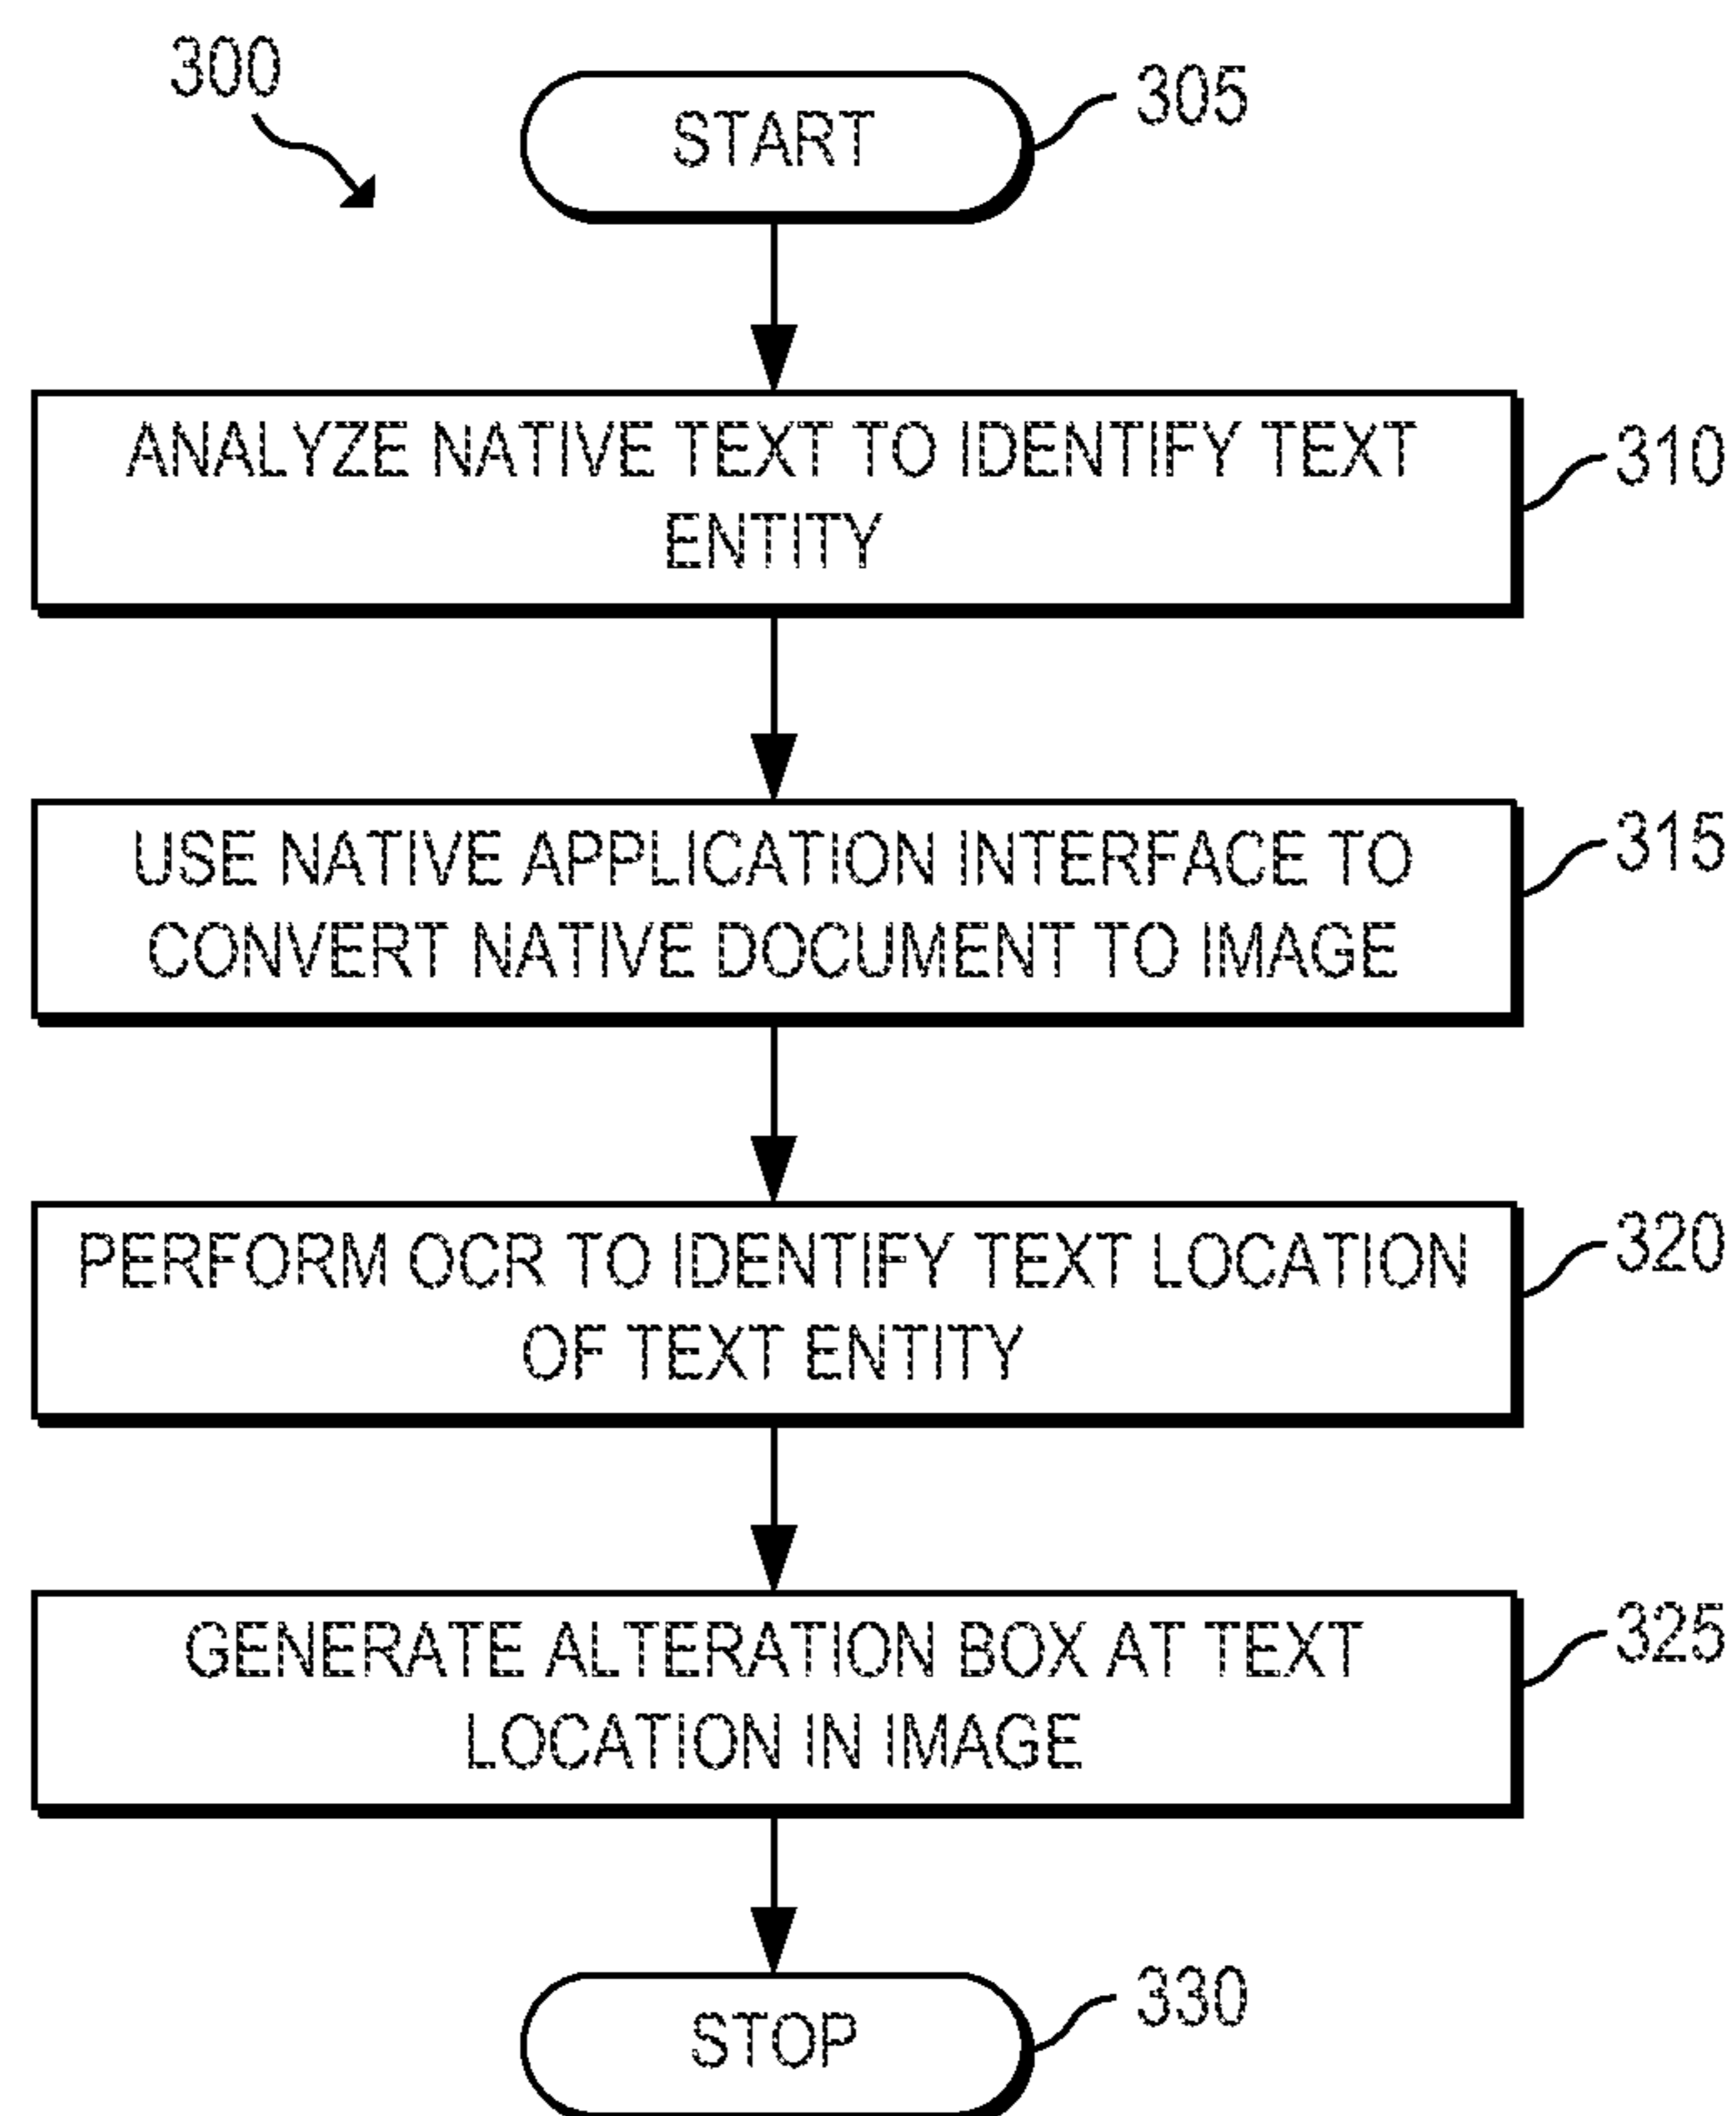 300
START
305
ANALYZE NATIVE TEXT TO IDENTIFY TEXT
ENTITY
310
USE NATIVE APPLICATION INTERFACE TO
CONVERT NATIVE DOCUMENT TO IMAGE
315
PERFORM OCR TO IDENTIFY TEXT LOCATION
OF TEXT ENTITY
320
GENERATE ALTERATION BOX AT TEXT
LOCATION IN IMAGE
325
STOP
330